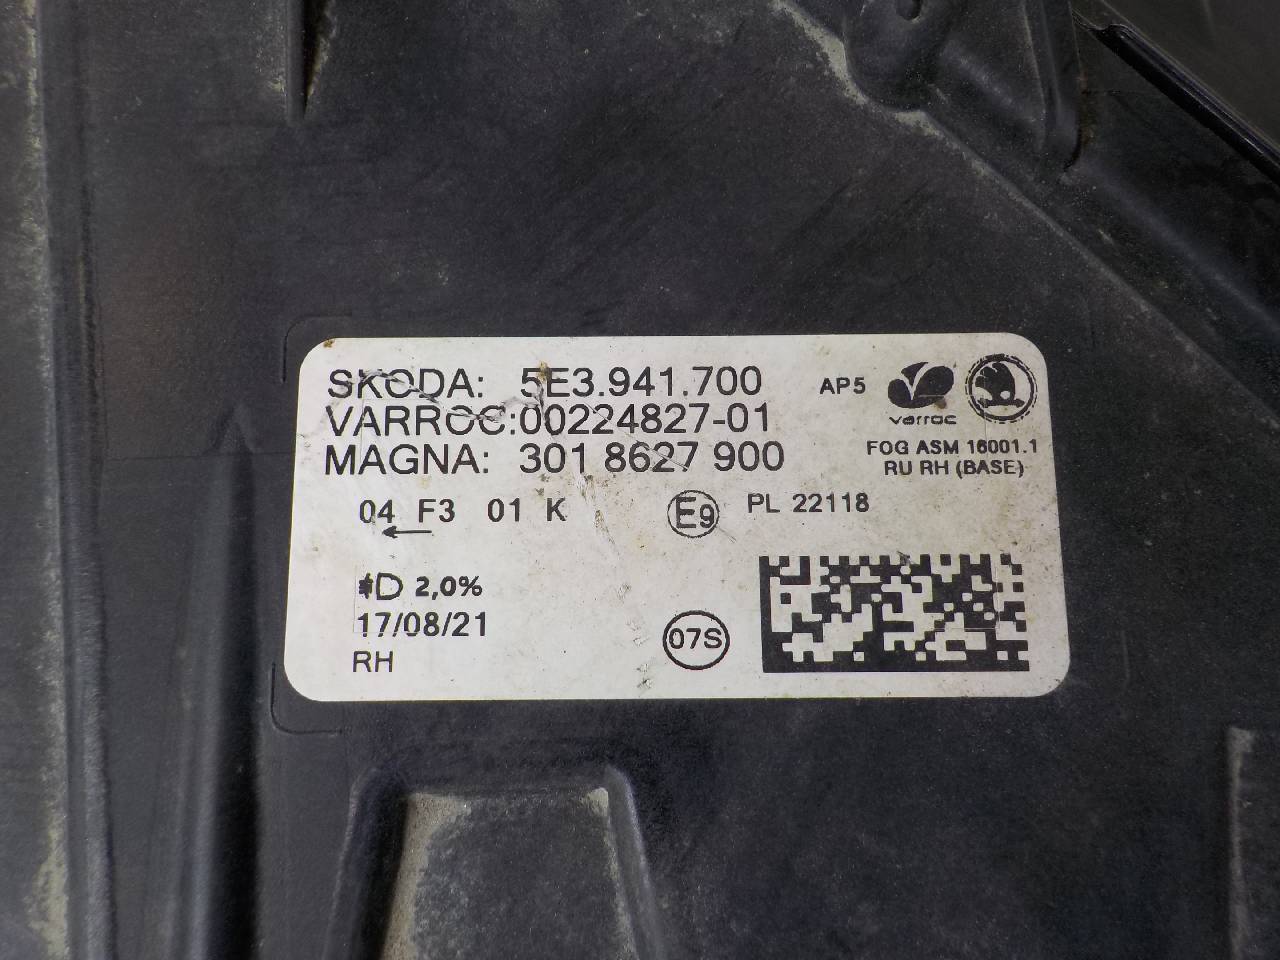 SKODA: 5E3.941.700
VARROC:00224827-01
MAGNA: 301 8627 900
AP5
varroc
FOG ASM 16001.1
RU RH (BASE)
04 F3 01 K
E9
PL 22118
D 2,0%
17/08/21
RH
07S